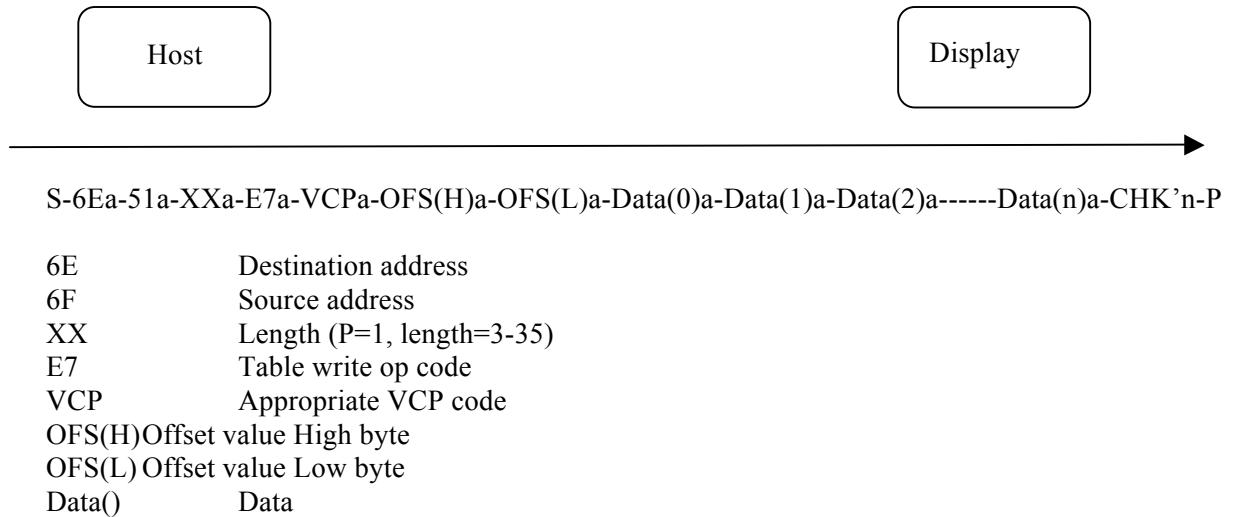 Host
Display
S-6Ea-51a-XXa-E7a-VCPa-OFS(H)a-OFS(L)a-Data(0)a-Data(1)a-Data(2)a------Data(n)a-CHK’n-P
6E Destination address
6F Source address
XX Length (P=1, length=3-35)
E7 Table write op code
VCP Appropriate VCP code
OFS(H) Offset value High byte
OFS(L) Offset value Low byte
Data() Data